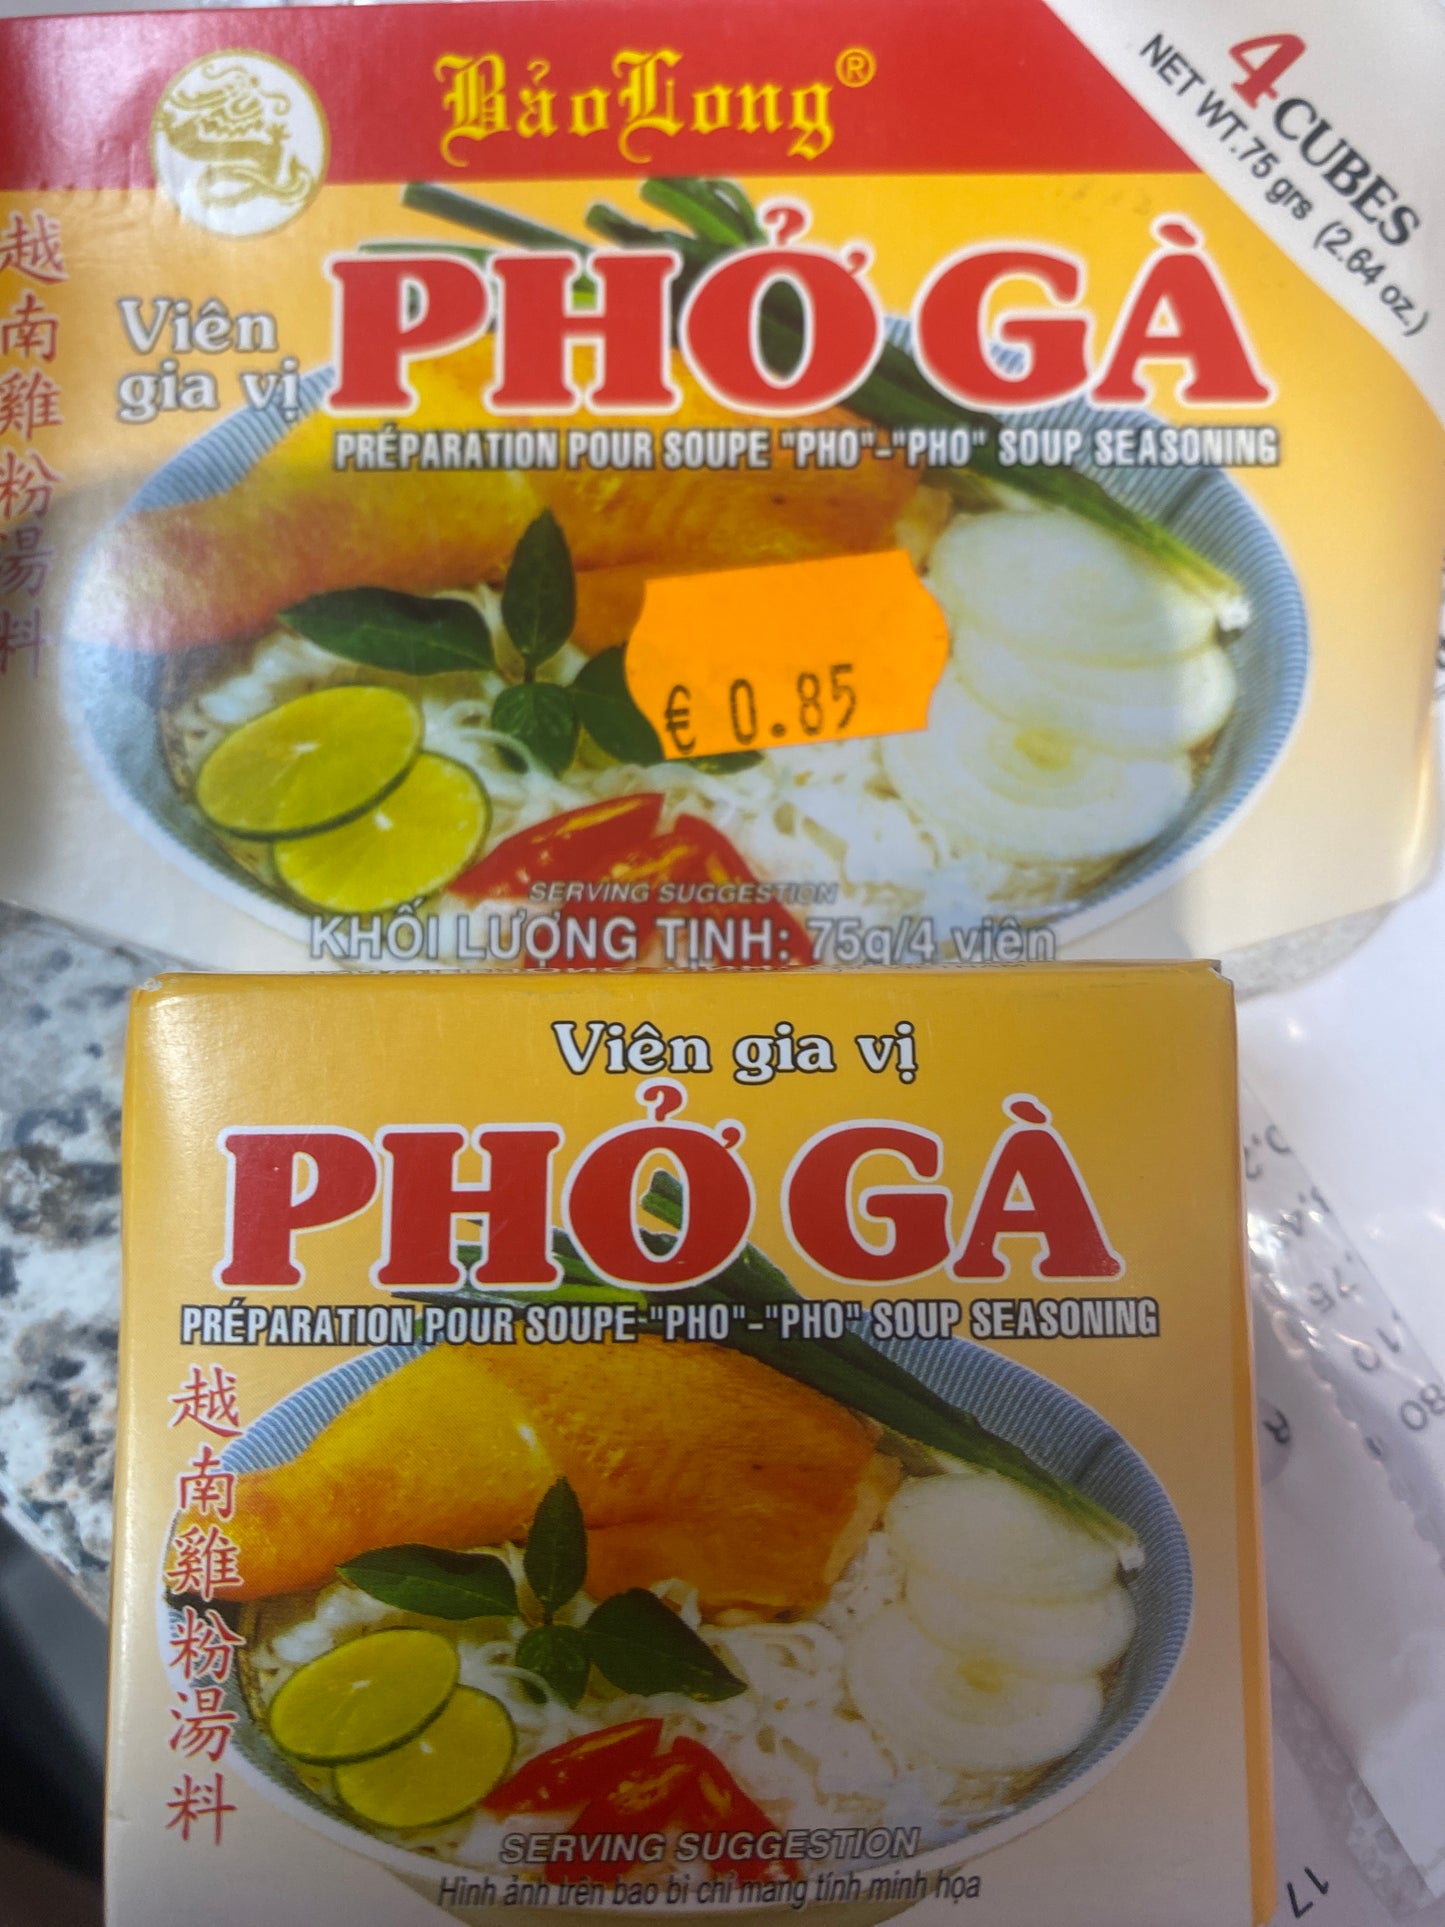 BảoLong®
4 CUBES
NET WT.75 grs (2.64 oz.)
越南雞粉湯料
Viên
gia vị
PHỞ GÀ
PRÉPARATION POUR SOUPE "PHO"-"PHO" SOUP SEASONING
€ 0.85
SERVING SUGGESTION
KHỐI LƯỢNG TỊNH: 75g/4 viên
Viên gia vị
PHỞ GÀ
PRÉPARATION POUR SOUPE "PHO"-"PHO" SOUP SEASONING
越南雞粉湯料
SERVING SUGGESTION
Hình ảnh trên bao bì chỉ mang tính minh họa
17